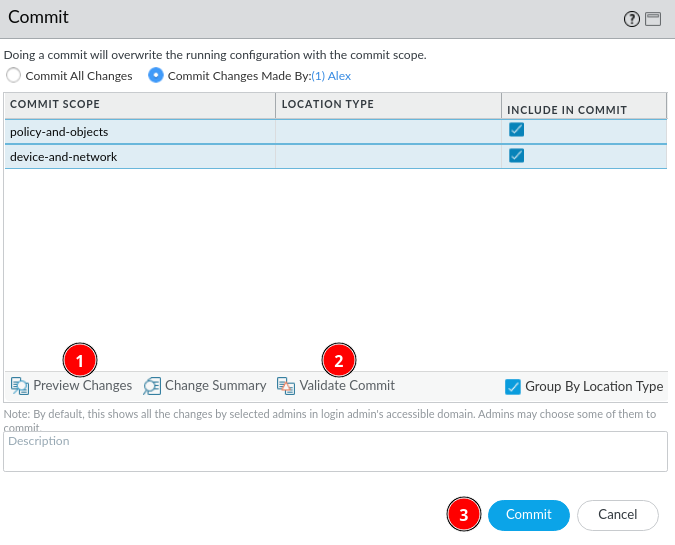 Commit
Doing a commit will overwrite the running configuration with the commit scope.
Commit All Changes Commit Changes Made By:(1) Alex
COMMIT SCOPE LOCATION TYPE INCLUDE IN COMMIT
policy-and-objects
device-and-network
1 2
Preview Changes Change Summary Validate Commit Group By Location Type
Note: By default, this shows all the changes by selected admins in login admin's accessible domain. Admins may choose some of them to
commit.
Description
3 Commit Cancel